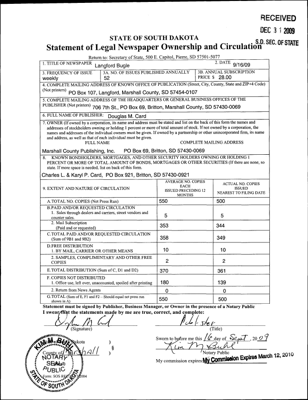 RECEIVED
DEC 31 2009
S.D. SEC. OF STATE
STATE OF SOUTH DAKOTA
Statement of Legal Newspaper Ownership and Circulation
Return to: Secretary of State, 500 E. Capitol, Pierre, SD 57501-5077
1. TITLE OF NEWSPAPER Langford Bugle
2. DATE 9/16/09
3. FREQUENCY OF ISSUE weekly
3A. NO. OF ISSUES PUBLISHED ANNUALLY 52
3B. ANNUAL SUBSCRIPTION PRICE $ 28.00
4. COMPLETE MAILING ADDRESS OF KNOWN OFFICE OF PUBLICATION (Street, City, County, State and ZIP+4 Code) (Not printers)
PO Box 107, Langford, Marshall County, SD 57454-0107
5. COMPLETE MAILING ADDRESS OF THE HEADQUARTERS OR GENERAL BUSINESS OFFICES OF THE PUBLISHER
706 7th St., PO Box 69, Britton, Marshall County, SD 57430-0069
6. FULL NAME OF PUBLISHER: Douglas M. Card
7. OWNER (If owned by a corporation, its name and address must be stated and list on the back of this form the names and
addresses of stockholders owning or holding 1 percent or more of total amount of stock. If not owned by a corporation, the
names and addresses of the individual owners must be given. If owned by a partnership or other unincorporated firm, its name
and address, as well as that of each individual must be given.)
FULL NAME COMPLETE MAILING ADDRESS
Marshall County Publishing, Inc. PO Box 69, Britton, SD 57430-0069
8. KNOWN BONDHOLDERS, MORTGAGES, AND OTHER SECURITY HOLDERS OWNING OR HOLDING 1
PERCENT OR MORE OF TOTAL AMOUNT OF BONDS, MORTGAGES OR OTHER SECURITIES (If there are none, so
state. If more space is needed, list on back of this form.
Charles L. & Karyl P. Card, PO Box 921, Britton, SD 57430-0921
9. EXTENT AND NATURE OF CIRCULATION
AVERAGE NO. COPIES EACH ISSUED PRECEDING 12 MONTHS
ACTUAL NO. COPIES ISSUED NEAREST TO FILING DATE
A. TOTAL NO. COPIES (Net Press Run) 550 500
B. PAID AND/OR REQUESTED CIRCULATION
1. Sales through dealers and carriers, street vendors and counter sales. 5 5
2. Mail Subscription (Paid and or requested) 353 344
C. TOTAL PAID AND/OR REQUESTED CIRCULATION (Sum of 9B1 and 9B2) 358 349
D. FREE DISTRIBUTION
1. BY MAIL, CARRIER OR OTHER MEANS 10 10
2. SAMPLES, COMPLIMENTARY AND OTHER FREE COPIES 2 2
E. TOTAL DISTRIBUTION (Sum of C, D1 and D2) 370 361
F. COPIES NOT DISTRIBUTED
1. Office use, left over, unaccounted, spoiled after printing 180 139
2. Return from News Agents 0 0
G. TOTAL (Sum of E, F1 and F2 - Should equal net press run shown in A) 550 500
Statement must be signed by Publisher, Business Manager, or Owner in the presence of a Notary Public
I swear that the statements made by me are true, correct, and complete:
(Signature) (Title)
Sworn to before me this 16 day of Sept. 2009
Kim M Buhl
Notary Public
My commission expires My Commission Expires March 12, 2010
County of Marshall
KIM M. BUHL
NOTARY
SEAL
PUBLIC
STATE OF SOUTH DAKOTA